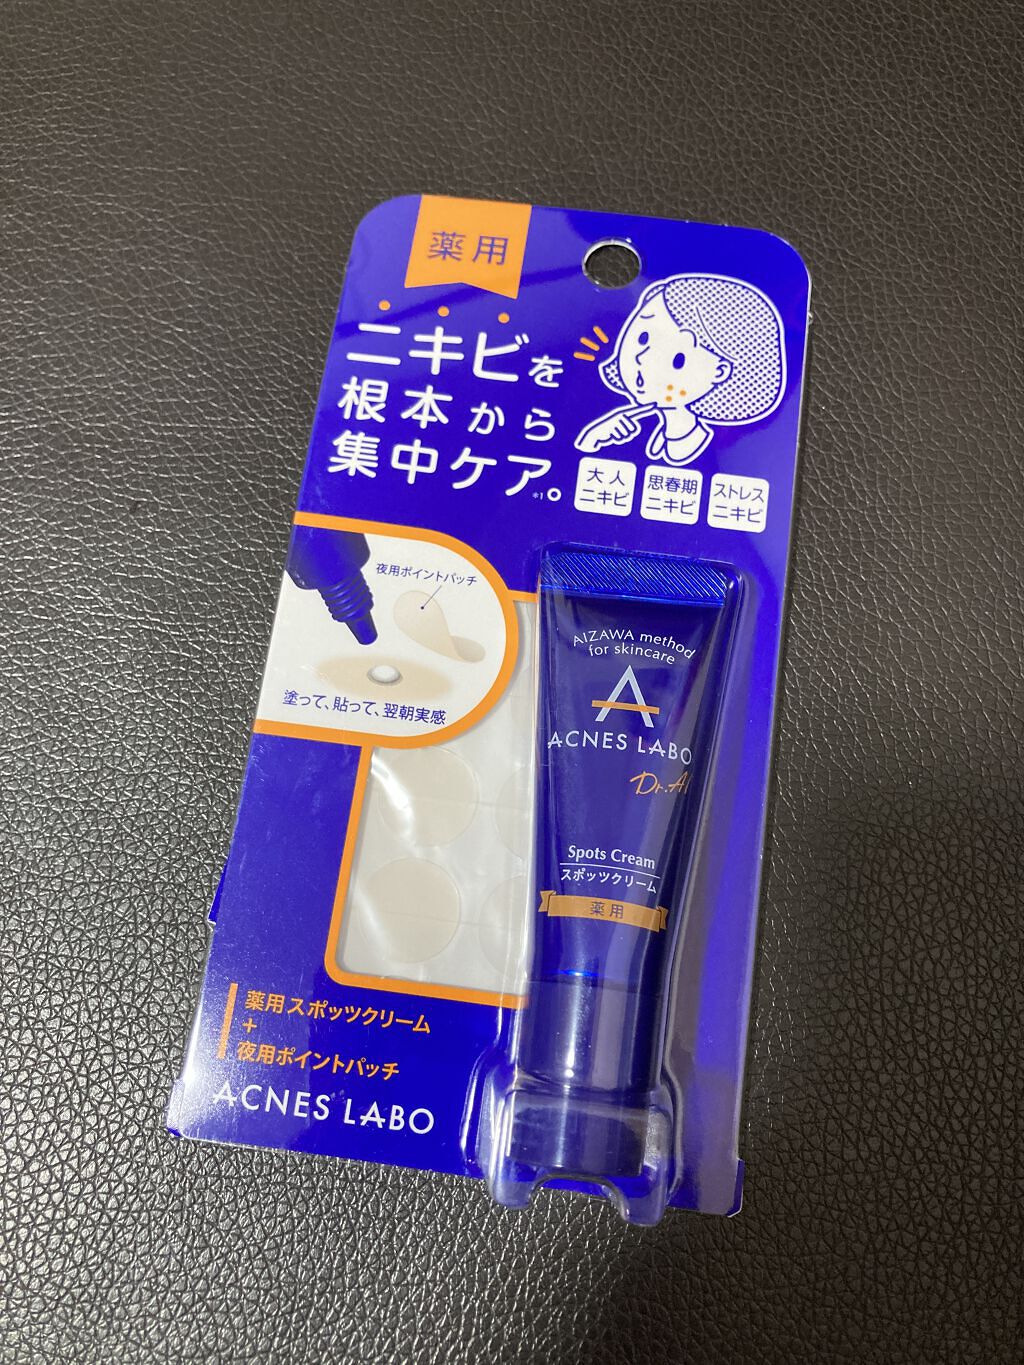 薬用
ニキビを
根本から
集中ケア。
*1
大人
ニキビ
思春期
ニキビ
ストレス
ニキビ
夜用ポイントパッチ
塗って、貼って、翌朝実感
AIZAWA method
for skincare
A
ACNES LABO
Dr.AI
Spots Cream
スポッツクリーム
薬用
薬用スポッツクリーム
+
夜用ポイントパッチ
ACNES LABO